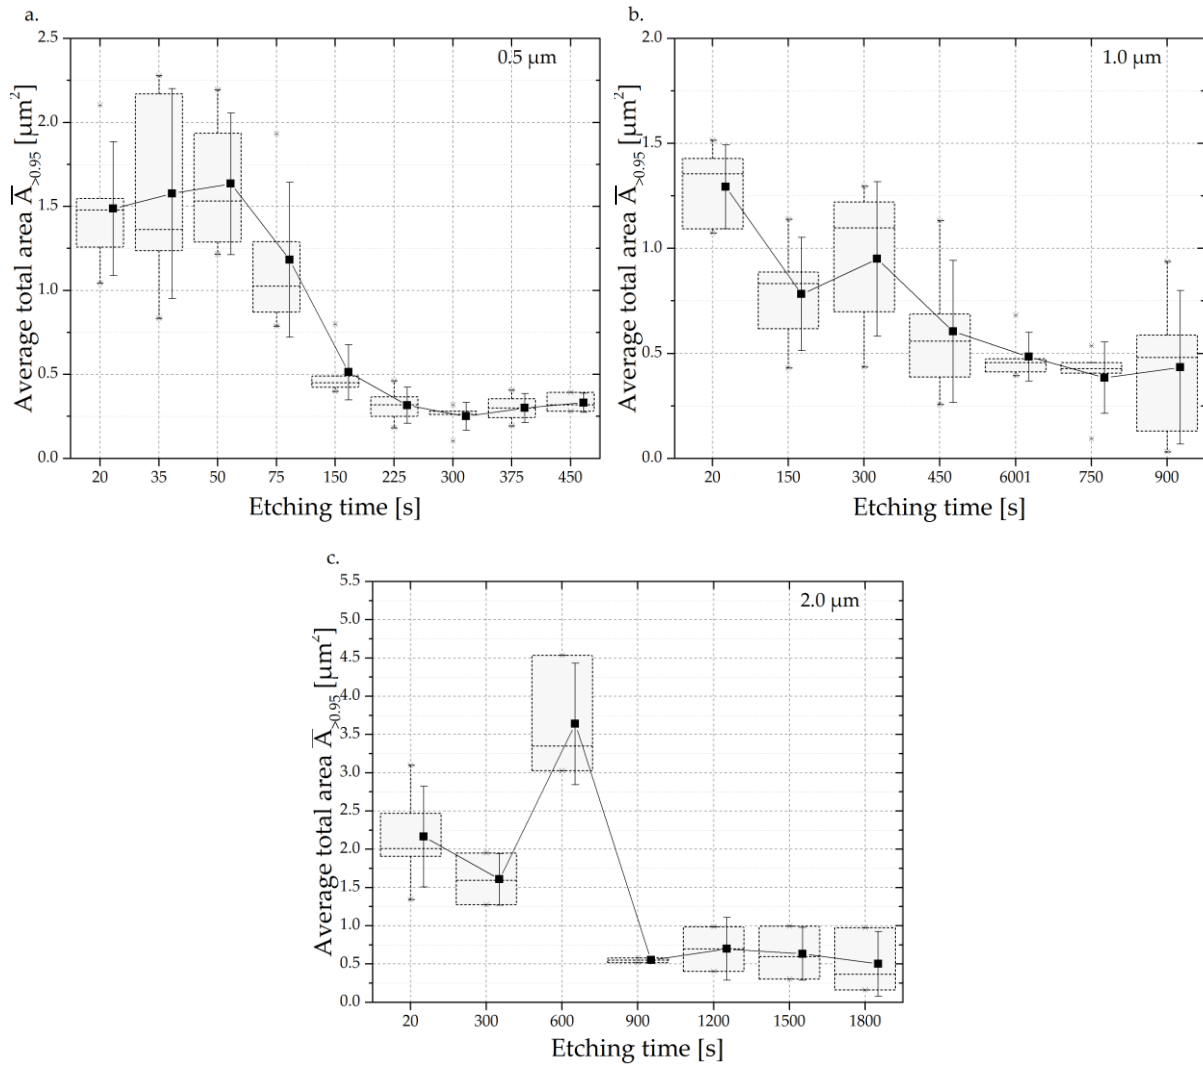 a.
0.5 µm
Average total area A̅>0.95 [µm²]
2.5
2.0
1.5
1.0
0.5
0.0
20 35 50 75 150 225 300 375 450
Etching time [s]
b.
1.0 µm
Average total area A̅>0.95 [µm²]
2.0
1.5
1.0
0.5
0.0
20 150 300 450 6001 750 900
Etching time [s]
c.
2.0 µm
Average total area A̅>0.95 [µm²]
5.5
5.0
4.5
4.0
3.5
3.0
2.5
2.0
1.5
1.0
0.5
0.0
20 300 600 900 1200 1500 1800
Etching time [s]